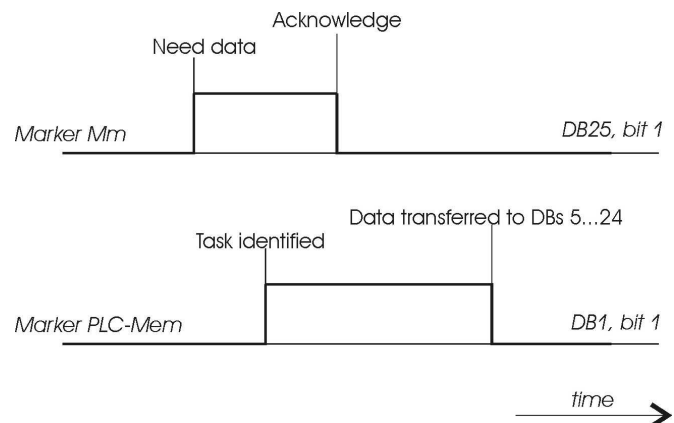 Acknowledge
Need data
Marker Mm
DB25, bit 1
Data transferred to DBs 5...24
Task identified
Marker PLC-Mem
DB1, bit 1
time